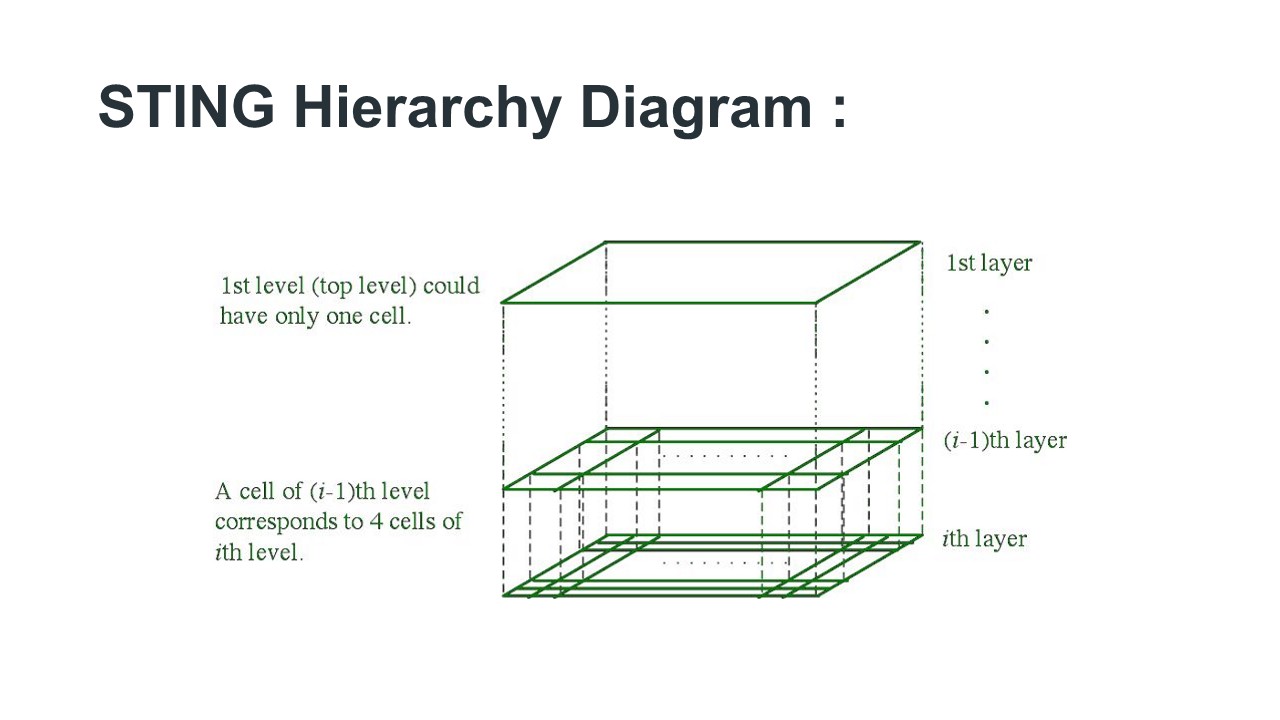 STING Hierarchy Diagram :
1st level (top level) could
have only one cell.
1st layer
(i-1)th layer
A cell of (i-1)th level
corresponds to 4 cells of
ith level.
ith layer